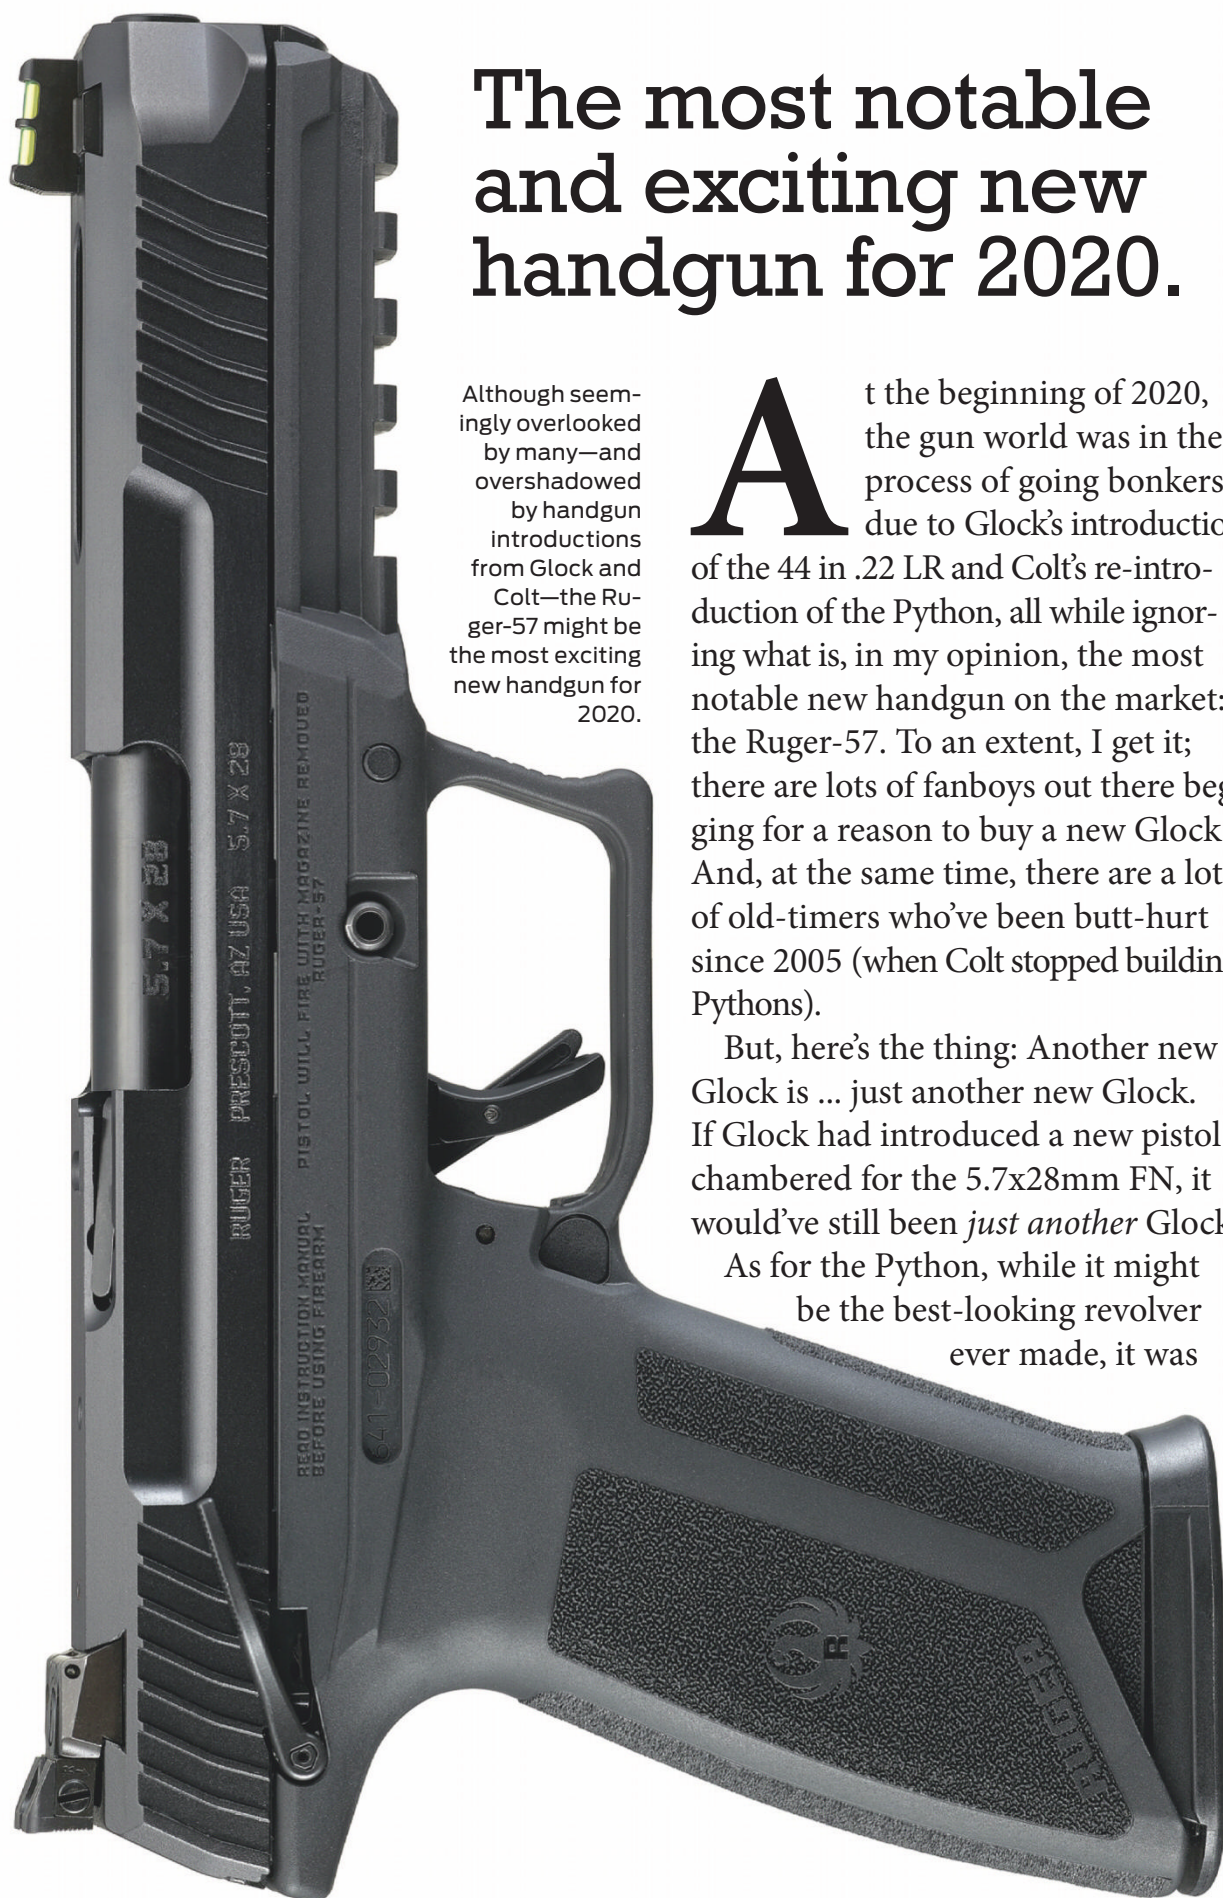 The most notable
and exciting new
handgun for 2020.
Although seem-
ingly overlooked
by many—and
overshadowed
by handgun
introductions
from Glock and
Colt—the Ru-
ger-57 might be
the most exciting
new handgun for
2020.
At the beginning of 2020,
the gun world was in the
process of going bonkers
due to Glock's introductio
of the 44 in .22 LR and Colt's re-intro-
duction of the Python, all while ignor-
ing what is, in my opinion, the most
notable new handgun on the market:
the Ruger-57. To an extent, I get it;
there are lots of fanboys out there beg
ging for a reason to buy a new Glock
And, at the same time, there are a lot
of old-timers who've been butt-hurt
since 2005 (when Colt stopped buildin
Pythons).
But, here's the thing: Another new
Glock is ... just another new Glock.
If Glock had introduced a new pistol
chambered for the 5.7x28mm FN, it
would've still been just another Glock
As for the Python, while it might
be the best-looking revolver
ever made, it was
5.7 X 28
RUGER PRESCOTT, AZ USA 5.7 X 28
READ INSTRUCTION MANUAL PISTOL WILL FIRE WITH MAGAZINE REMOVED
BEFORE USING FIREARM RUGER-57
641-02932
R
RUGER